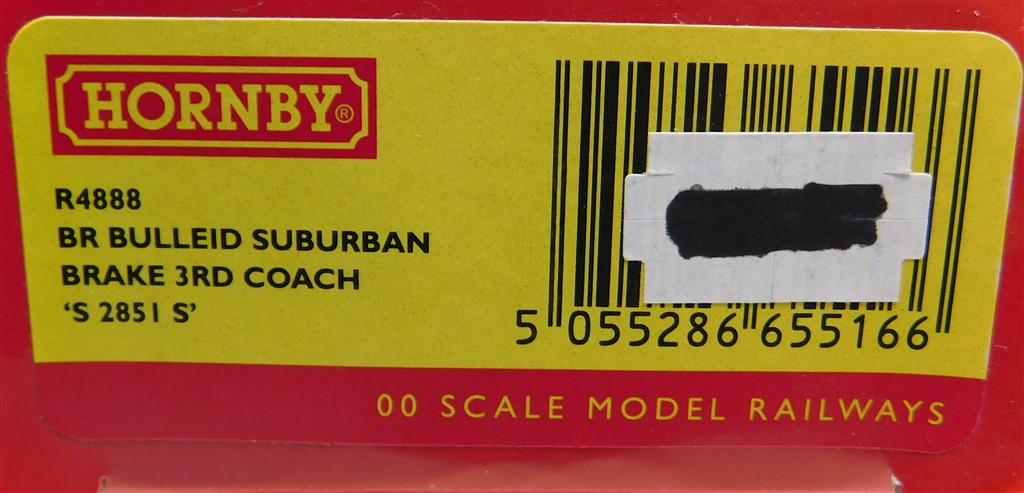 HORNBY®
R4888
BR BULLEID SUBURBAN
BRAKE 3RD COACH
‘S 2851 S’
5 055286 655166
00 SCALE MODEL RAILWAYS